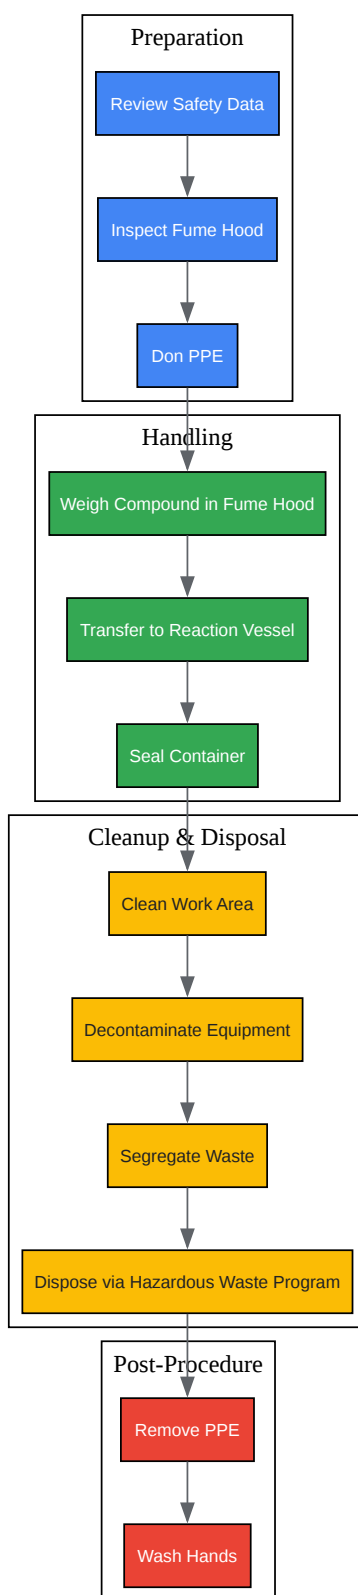 Preparation
Review Safety Data
Inspect Fume Hood
Don PPE
Handling
Weigh Compound in Fume Hood
Transfer to Reaction Vessel
Seal Container
Cleanup & Disposal
Clean Work Area
Decontaminate Equipment
Segregate Waste
Dispose via Hazardous Waste Program
Post-Procedure
Remove PPE
Wash Hands